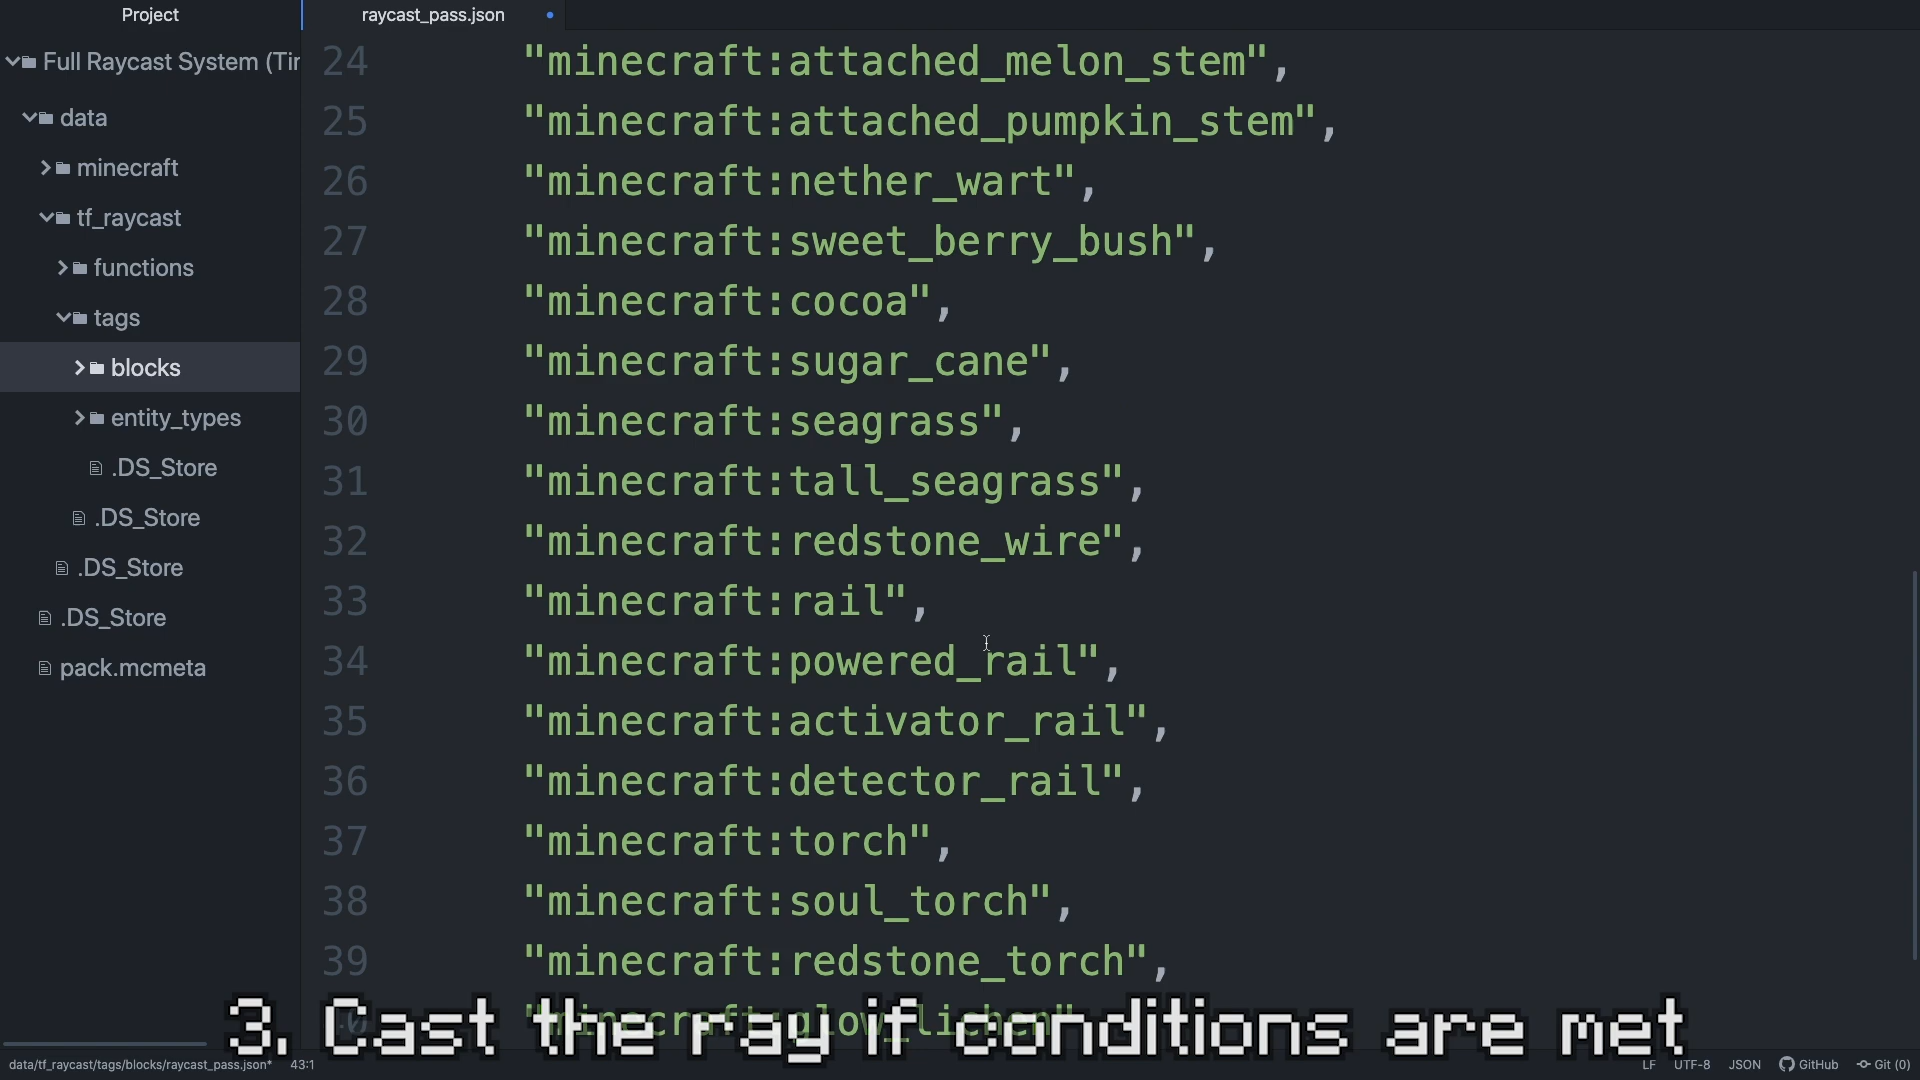 Project
raycast_pass.json
Full Raycast System (Tir
data
minecraft
tf_raycast
functions
tags
blocks
entity_types
.DS_Store
.DS_Store
.DS_Store
.DS_Store
pack.mcmeta
24 "minecraft:attached_melon_stem",
25 "minecraft:attached_pumpkin_stem",
26 "minecraft:nether_wart",
27 "minecraft:sweet_berry_bush",
28 "minecraft:cocoa",
29 "minecraft:sugar_cane",
30 "minecraft:seagrass",
31 "minecraft:tall_seagrass",
32 "minecraft:redstone_wire",
33 "minecraft:rail",
34 "minecraft:powered_rail",
35 "minecraft:activator_rail",
36 "minecraft:detector_rail",
37 "minecraft:torch",
38 "minecraft:soul_torch",
39 "minecraft:redstone_torch",
40 "minecraft:glow_lichen"
3. Cast the ray if conditions are met
data/tf_raycast/tags/blocks/raycast_pass.json* 43:1
LF UTF-8 JSON GitHub Git (0)